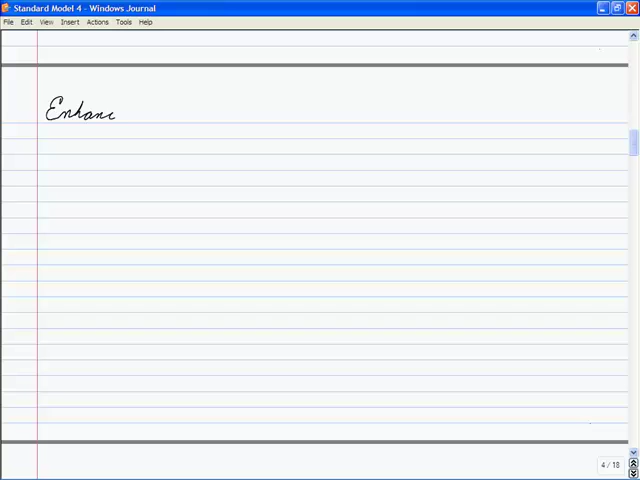 Standard Model 4 - Windows Journal
File Edit View Insert Actions Tools Help
Enhanc
4 / 18